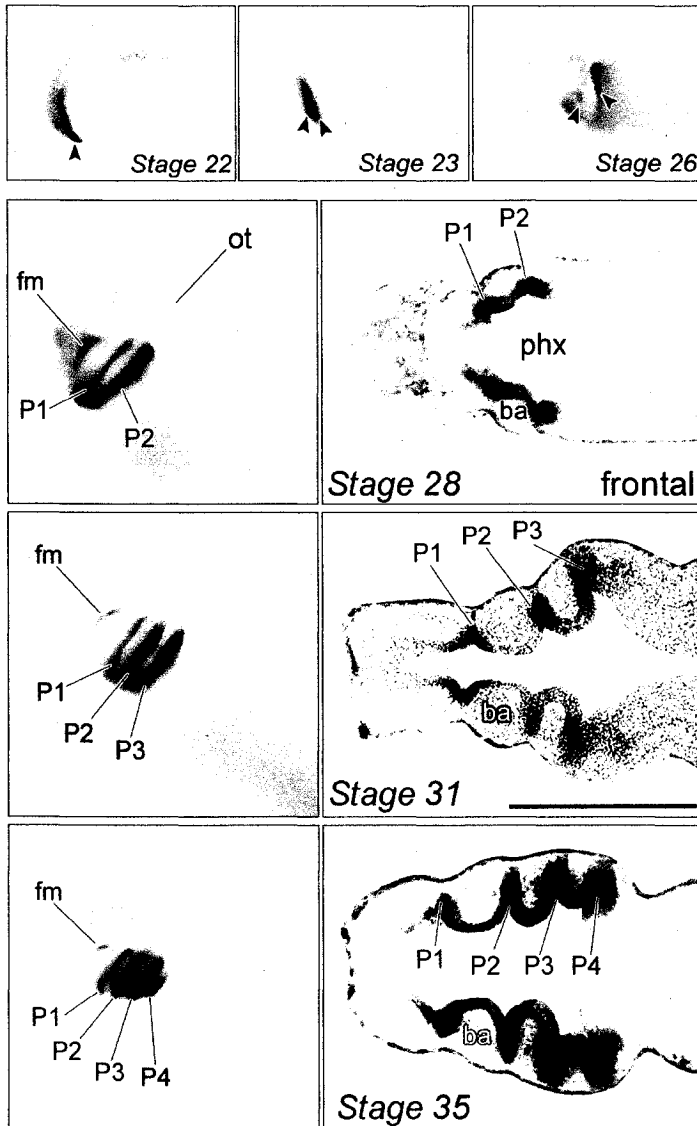 Stage 22
Stage 23
Stage 26
fm
ot
P1
P2
P1
P2
phx
ba
Stage 28
frontal
fm
P1
P2
P3
P1
P2
P3
ba
Stage 31
fm
P1
P2
P3
P4
P1
P2
P3
P4
ba
Stage 35